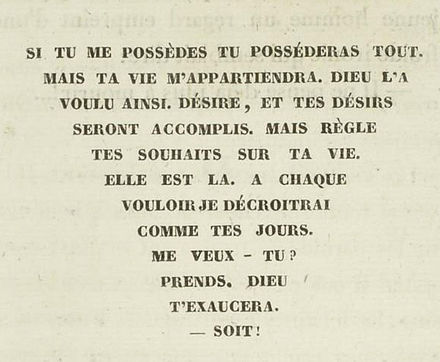 SI TU ME POSSÈDES TU POSSÉDERAS TOUT.
MAIS TA VIE M'APPARTIENDRA. DIEU L'A
VOULU AINSI. DÉSIRE, ET TES DÉSIRS
SERONT ACCOMPLIS. MAIS RÈGLE
TES SOUHAITS SUR TA VIE.
ELLE EST LA. A CHAQUE
VOULOIR JE DÉCROITRAI
COMME TES JOURS.
ME VEUX - TU?
PRENDS. DIEU
T'EXAUCERA.
— SOIT!